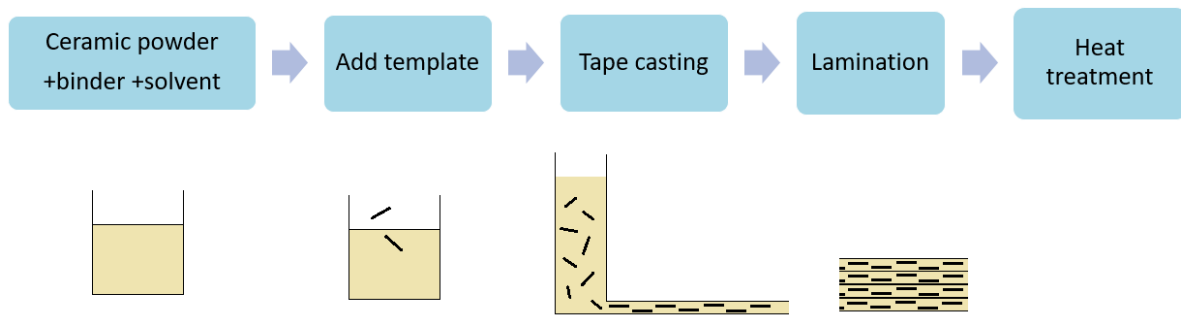 Ceramic powder
+binder +solvent
Add template
Tape casting
Lamination
Heat
treatment